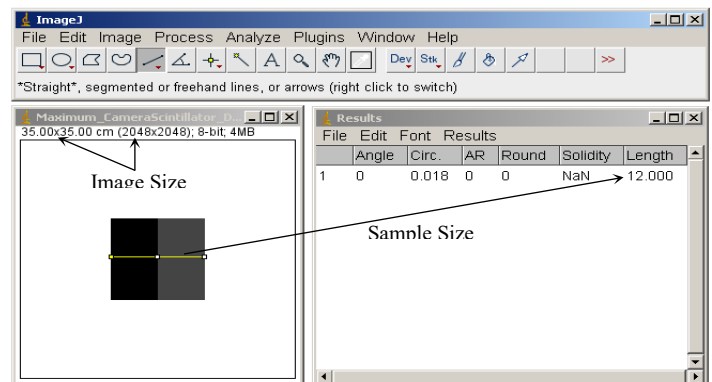 ImageJ
File Edit Image Process Analyze Plugins Window Help
A Dev Stk >>
*Straight*, segmented or freehand lines, or arrows (right click to switch)
Maximum_CameraScintillator_D...
35.00x35.00 cm (2048x2048); 8-bit; 4MB
Image Size
Results
File Edit Font Results
Angle Circ. AR Round Solidity Length
1 0 0.018 0 0 NaN 12.000
Sample Size